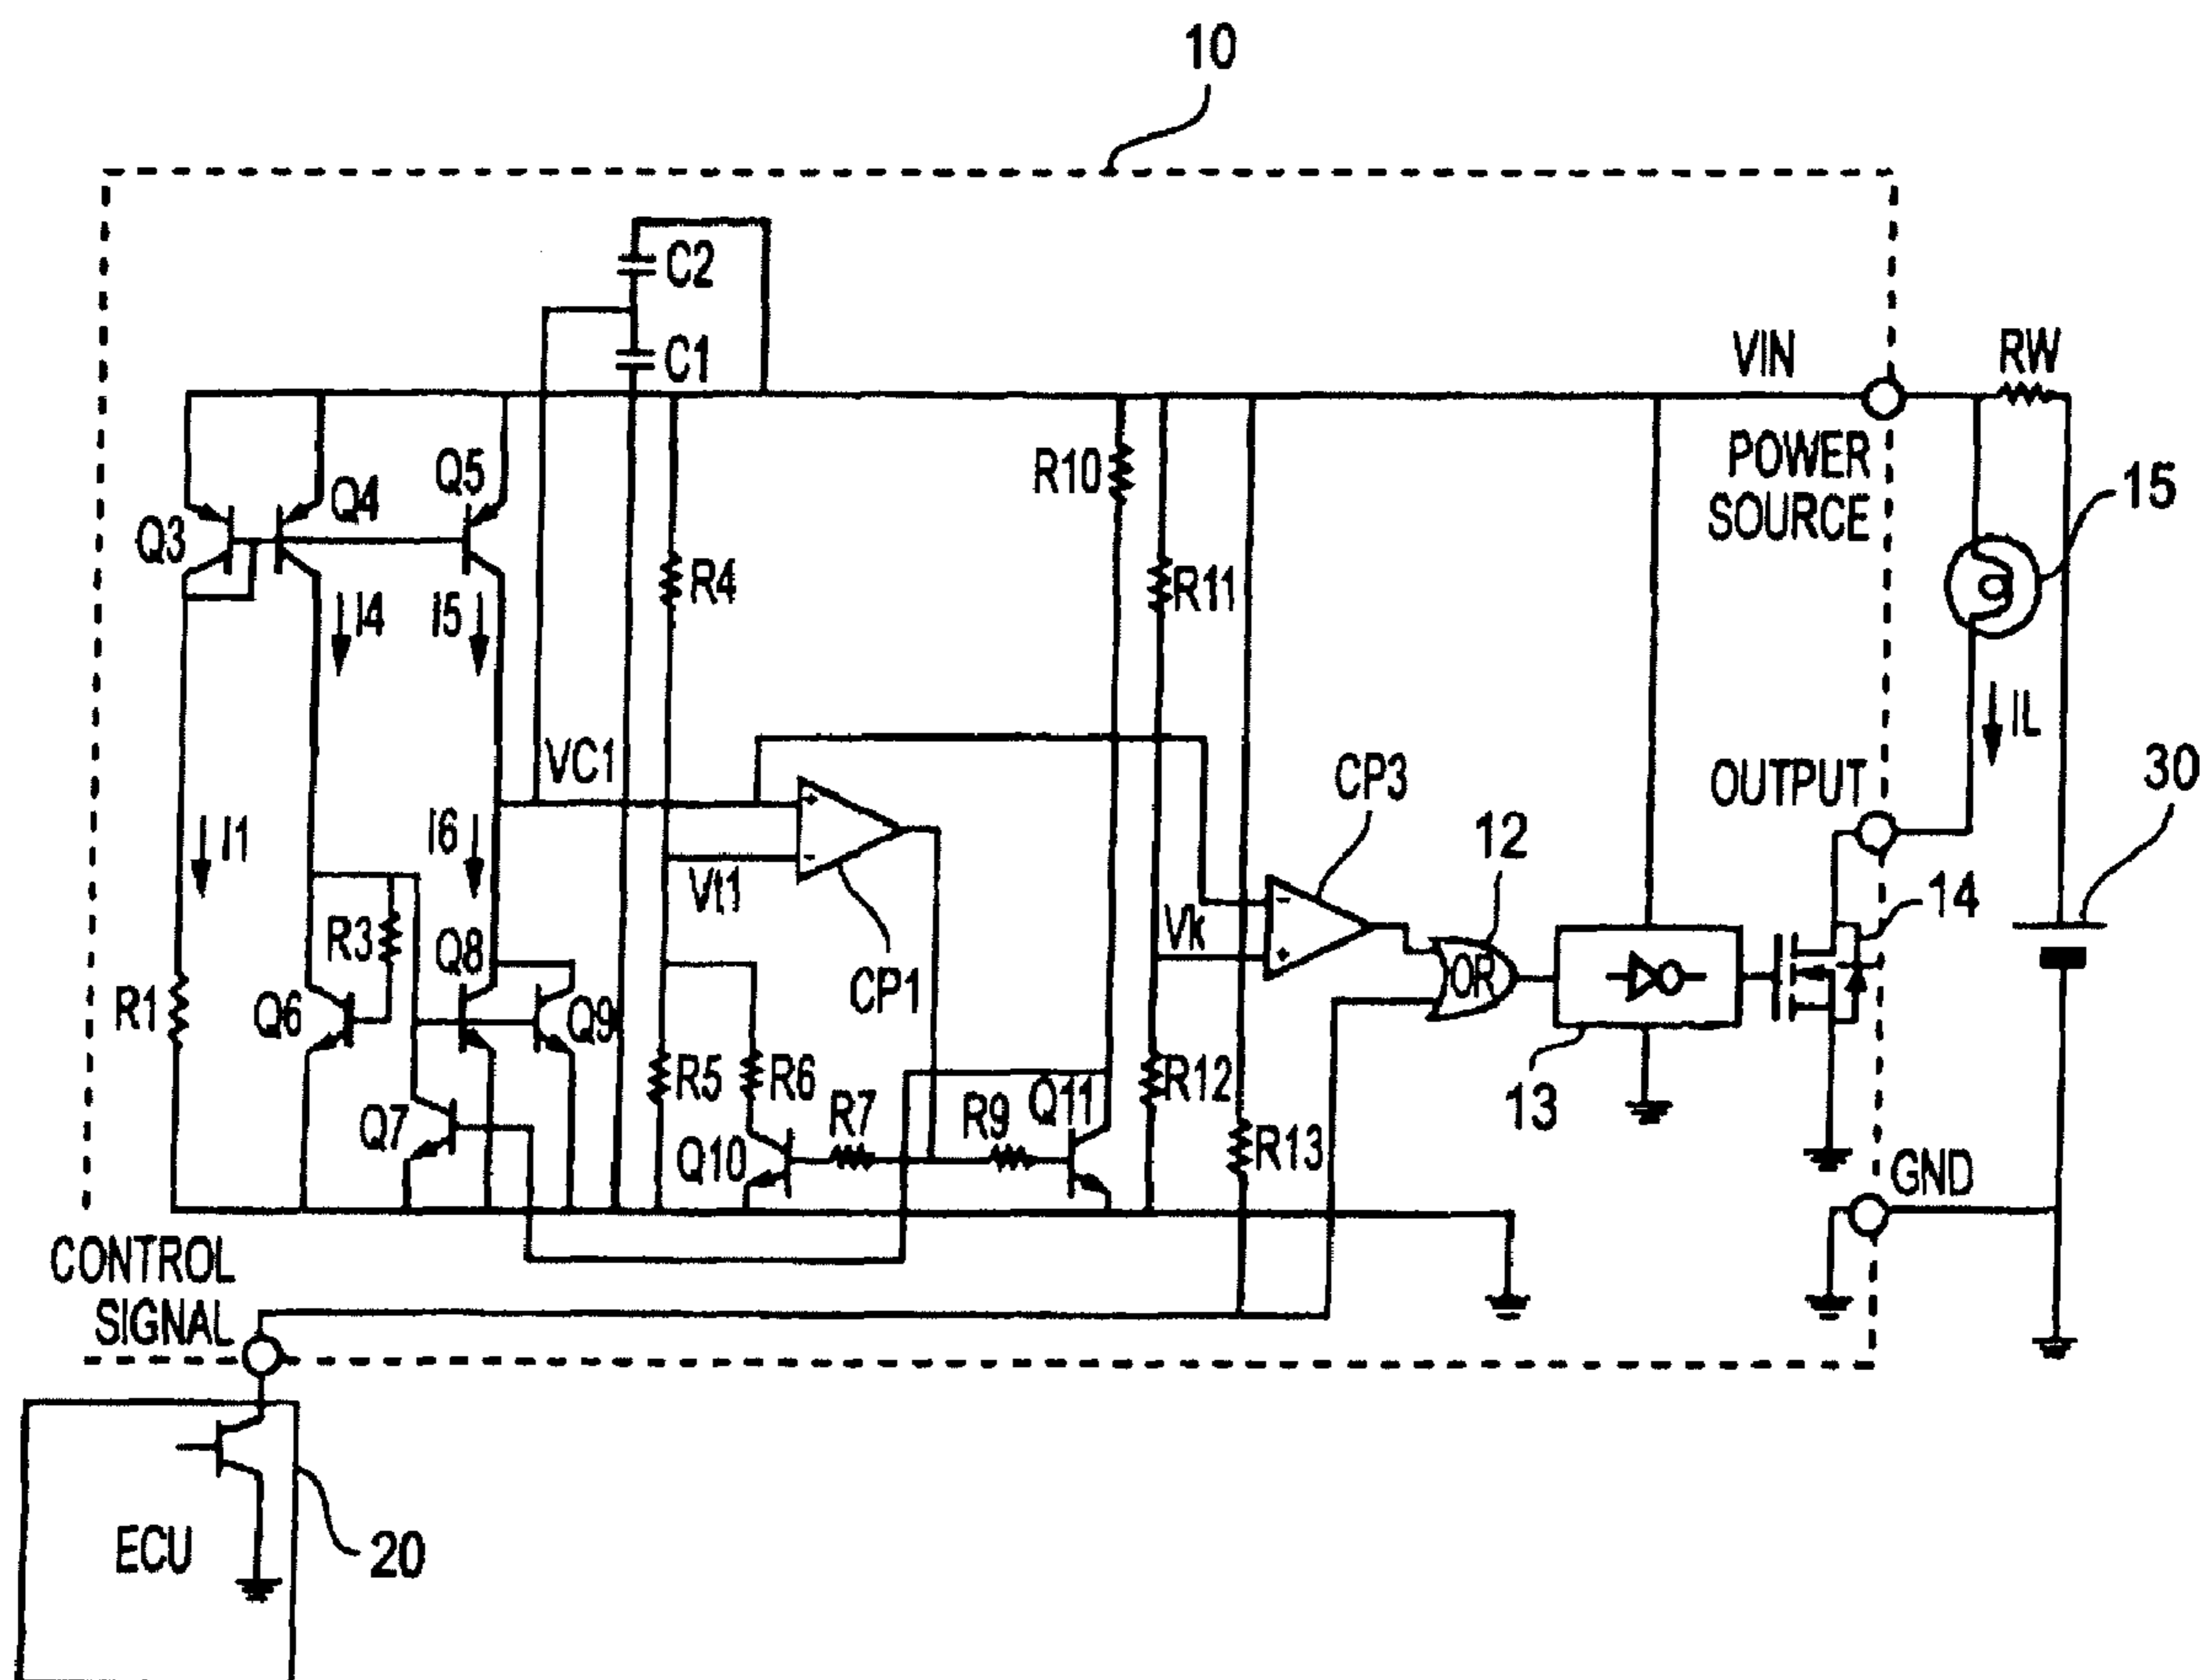 10
C2
C1
VIN
RW
POWER
SOURCE
15
Q3
Q4
Q5
R10
R4
R11
I4
I5
IL
VC1
CP3
OUTPUT
30
I1
I6
+
-
Vt1
12
14
R3
Q8
CP1
Vk
-
+
OR
R1
Q6
Q9
13
R5
R6
R7
R9
Q11
R12
Q7
Q10
R13
GND
CONTROL
SIGNAL
ECU
20